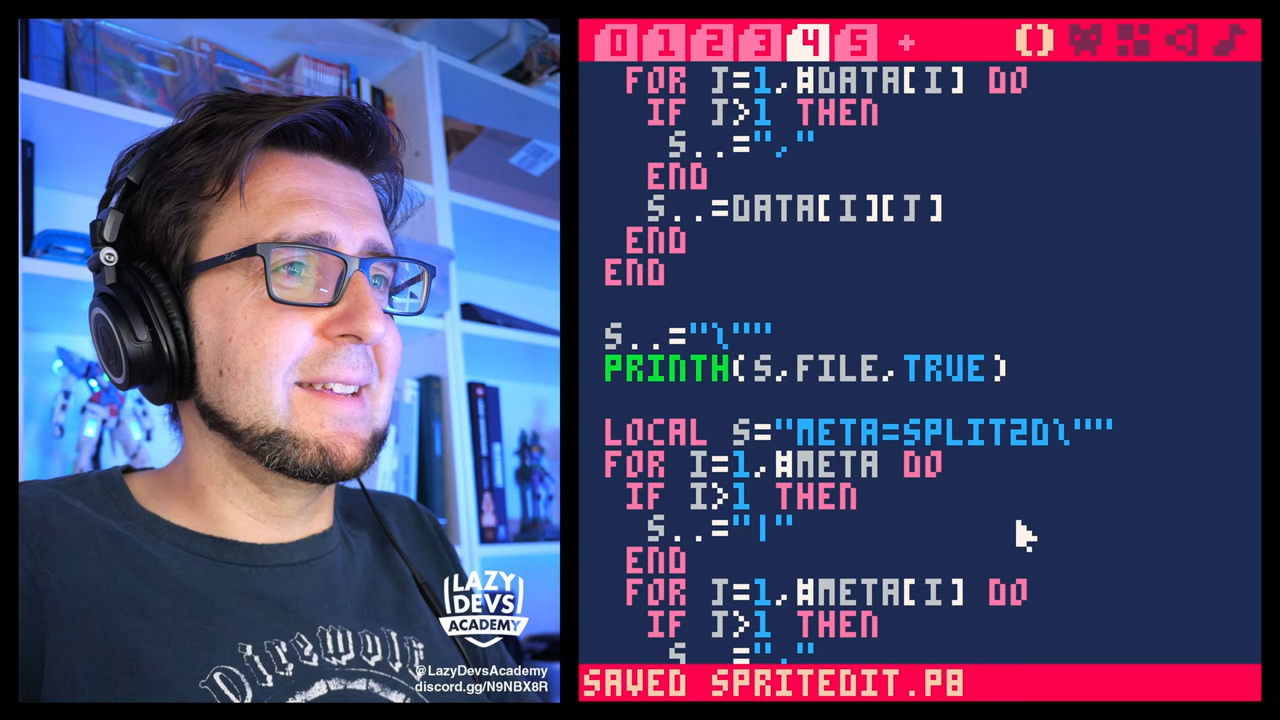 0 1 2 3 4 5 + ()
FOR J=1,#DATA[I] DO
IF J>1 THEN
S..=","
END
S..=DATA[I][J]
END
END
S..="\""
PRINTH(S,FILE,TRUE)
LOCAL S="META=SPLIT2D\""
FOR I=1,#META DO
IF I>1 THEN
S..="|"
END
FOR J=1,#META[I] DO
IF J>1 THEN
S..=","
SAVED SPRITEDIT.P8
Direwolf
LAZY
DEVS
ACADEMY
@LazyDevsAcademy
discord.gg/N9NBX8R